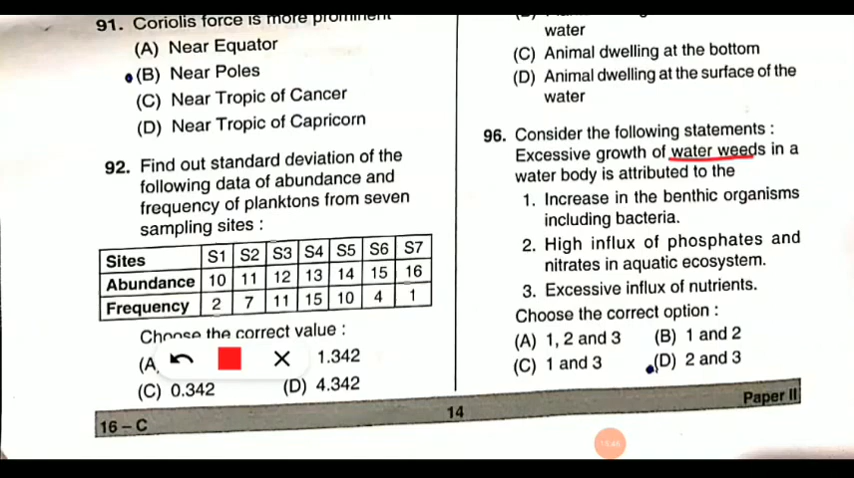 91. Coriolis force is more prominent
(A) Near Equator
(B) Near Poles
(C) Near Tropic of Cancer
(D) Near Tropic of Capricorn
92. Find out standard deviation of the
following data of abundance and
frequency of planktons from seven
sampling sites :
Sites S1 S2 S3 S4 S5 S6 S7
Abundance 10 11 12 13 14 15 16
Frequency 2 7 11 15 10 4 1
Choose the correct value :
(A 1.342
(C) 0.342 (D) 4.342
16 – C
14
water
(C) Animal dwelling at the bottom
(D) Animal dwelling at the surface of the
water
96. Consider the following statements :
Excessive growth of water weeds in a
water body is attributed to the
1. Increase in the benthic organisms
including bacteria.
2. High influx of phosphates and
nitrates in aquatic ecosystem.
3. Excessive influx of nutrients.
Choose the correct option :
(A) 1, 2 and 3 (B) 1 and 2
(C) 1 and 3 (D) 2 and 3
Paper II